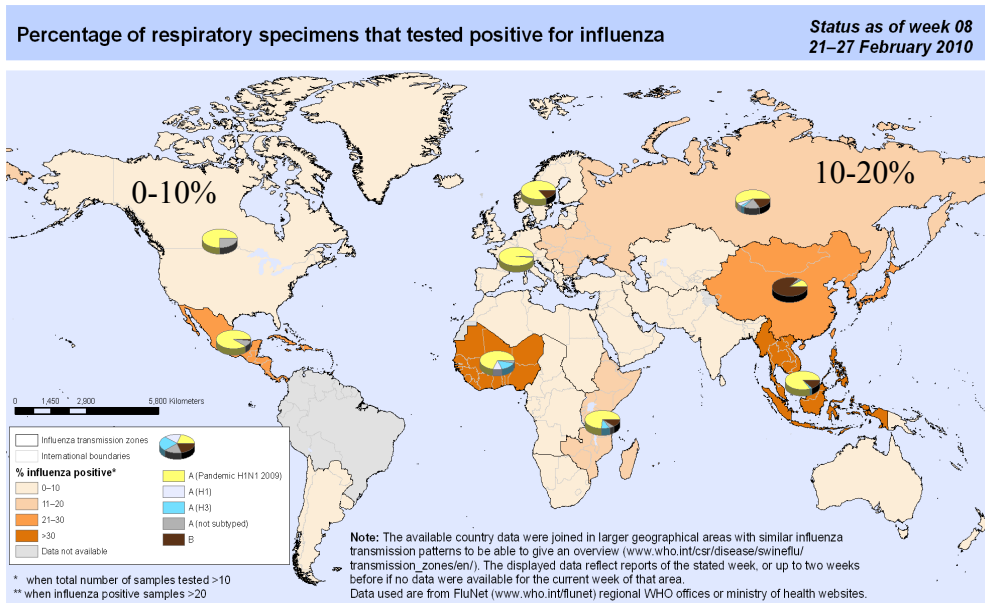 Percentage of respiratory specimens that tested positive for influenza
Status as of week 08
21–27 February 2010
0-10%
10-20%
0 1,450 2,900 5,800 Kilometers
Influenza transmission zones
International boundaries
% influenza positive*
0–10
11–20
21–30
>30
Data not available
A (Pandemic H1N1 2009)
A (H1)
A (H3)
A (not subtyped)
B
* when total number of samples tested >10
** when influenza positive samples >20
Note: The available country data were joined in larger geographical areas with similar influenza
transmission patterns to be able to give an overview (www.who.int/csr/disease/swineflu/
transmission_zones/en/). The displayed data reflect reports of the stated week, or up to two weeks
before if no data were available for the current week of that area.
Data used are from FluNet (www.who.int/flunet) regional WHO offices or ministry of health websites.